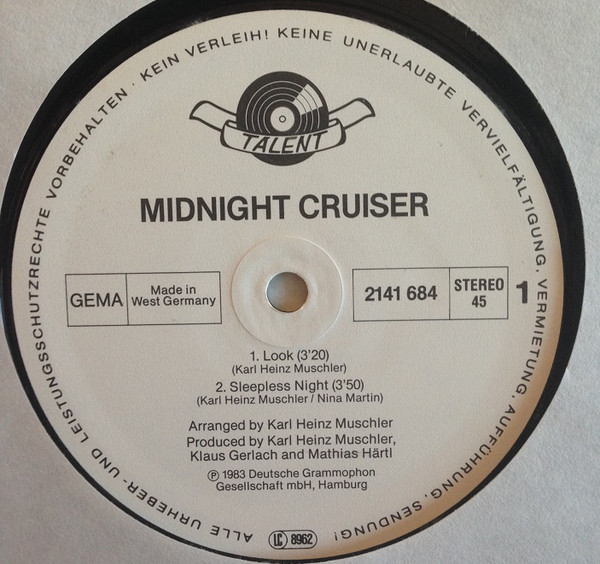 ALLE URHEBER- UND LEISTUNGSSCHUTZRECHTE VORBEHALTEN · KEIN VERLEIH! KEINE UNERLAUBTE VERVIELFÄLTIGUNG, VERMIETUNG, AUFFÜHRUNG, SENDUNG!
TALENT
MIDNIGHT CRUISER
GEMA
Made in
West Germany
2141 684
STEREO
45
1
1. Look (3'20)
(Karl Heinz Muschler)
2. Sleepless Night (3'50)
(Karl Heinz Muschler / Nina Martin)
Arranged by Karl Heinz Muschler
Produced by Karl Heinz Muschler,
Klaus Gerlach and Mathias Härtl
℗ 1983 Deutsche Grammophon
Gesellschaft mbH, Hamburg
LC 8962